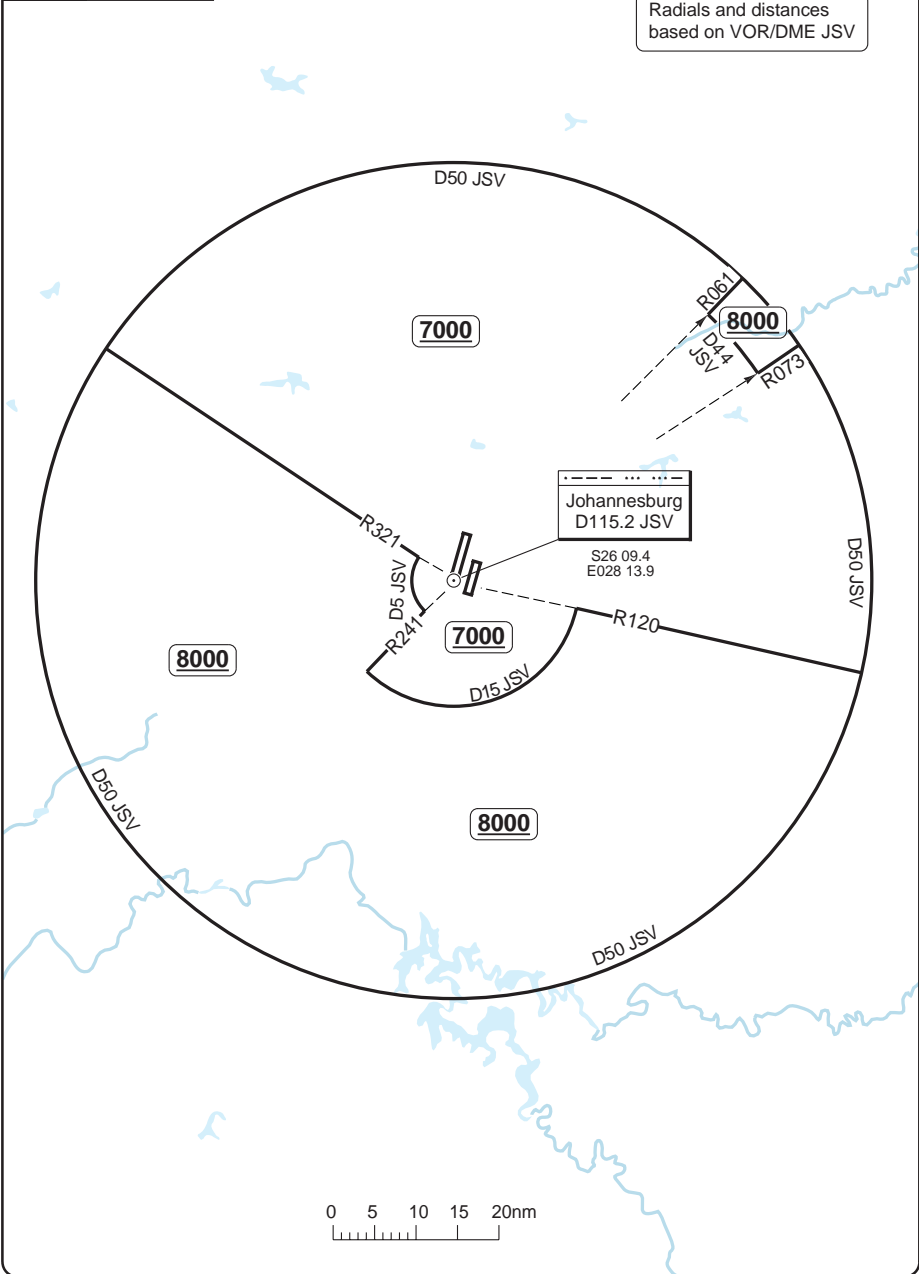 Radials and distances
based on VOR/DME JSV
D50 JSV
R061
8000
D44
JSV
R073
7000
Johannesburg
D115.2 JSV
S26 09.4
E028 13.9
R321
D5 JSV
D50 JSV
R241
7000
R120
8000
D15 JSV
D50 JSV
8000
D50 JSV
0 5 10 15 20nm